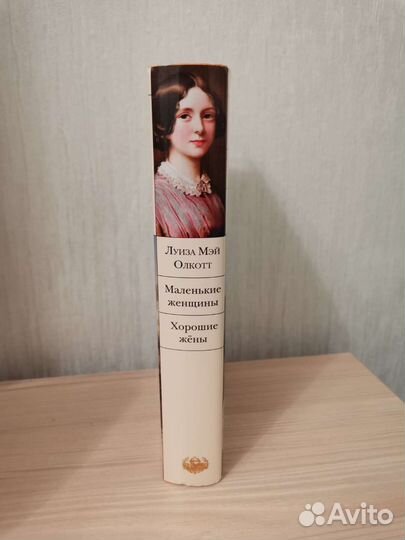 Луиза Мэй
Олкотт
Маленькие
женщины
Хорошие
жёны
Avito